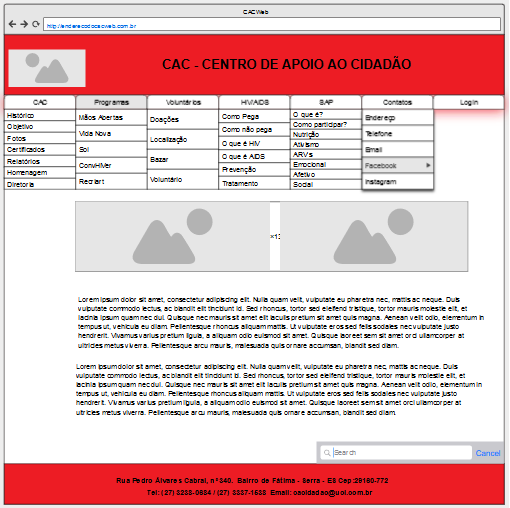 CACWeb
http://enderecodocacweb.com.br
CAC - CENTRO DE APOIO AO CIDADÃO
CAC Programas Voluntários HV/AIDS SAP Contatos Login
Histórico
Objetivo
Fotos
Certificados
Relatórios
Homenagem
Diretoria
Mãos Abertas
Vida Nova
Sol
ConviHiver
Recriart
Doações
Localização
Bazar
Voluntário
Como Pega
Como não pega
O que é HIV
O que é AIDS
Prevenção
Tratamento
O que é?
Como participar?
Nutrição
Ativismo
ARV's
Emocional
Afetivo
Social
Endereço
Telefone
Email
Facebook
Instagram
Lorem ipsum dolor sit amet, consectetur adipiscing elit. Nulla quam velit, vulputate eu pharetra nec, mattis ac neque. Duis
vulputate commodo lectus, ac blandit elit tincidunt id. Sed rhoncus, tortor sed eleifend tristique, tortor mauris molestie elit, et
lacinia ipsum quam nec dui. Quisque nec mauris sit amet elit iaculis pretium sit amet quis magna. Aenean velit odio, elementum in
tempus ut, vehicula eu diam. Pellentesque rhoncus aliquam mattis. Ut vulputate eros sed felis sodales nec vulputate justo
hendrerit. Vivamus varius pretium ligula, a aliquam odio euismod sit amet. Quisque laoreet sem sit amet orci ullamcorper at
ultricies metus viverra. Pellentesque arcu mauris, malesuada quis ornare accumsan, blandit sed diam.
Lorem ipsum dolor sit amet, consectetur adipiscing elit. Nulla quam velit, vulputate eu pharetra nec, mattis ac neque. Duis
vulputate commodo lectus, ac blandit elit tincidunt id. Sed rhoncus, tortor sed eleifend tristique, tortor mauris molestie elit, et
lacinia ipsum quam nec dui. Quisque nec mauris sit amet elit iaculis pretium sit amet quis magna. Aenean velit odio, elementum in
tempus ut, vehicula eu diam. Pellentesque rhoncus aliquam mattis. Ut vulputate eros sed felis sodales nec vulputate justo
hendrerit. Vivamus varius pretium ligula, a aliquam odio euismod sit amet. Quisque laoreet sem sit amet orci ullamcorper at
ultricies metus viverra. Pellentesque arcu mauris, malesuada quis ornare accumsan, blandit sed diam.
Search Cancel
Rua Pedro Álvares Cabral, nº 340. Bairro de Fátima - Serra - ES Cep:29160-772
Tel: (27) / (27) Email: caoidadao@uol.com.br